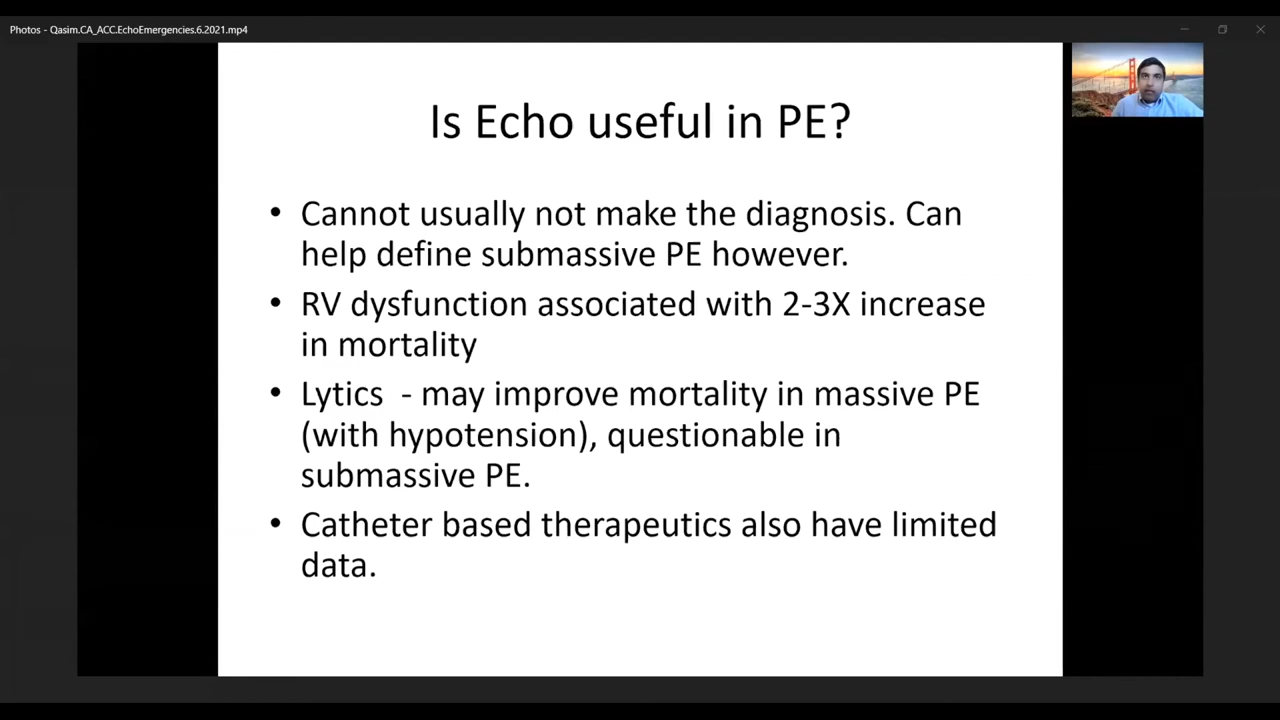 Photos - Qasim.CA_ACC.EchoEmergencies.6.2021.mp4
Is Echo useful in PE?
• Cannot usually not make the diagnosis. Can
help define submassive PE however.
• RV dysfunction associated with 2-3X increase
in mortality
• Lytics  - may improve mortality in massive PE
(with hypotension), questionable in
submassive PE.
• Catheter based therapeutics also have limited
data.